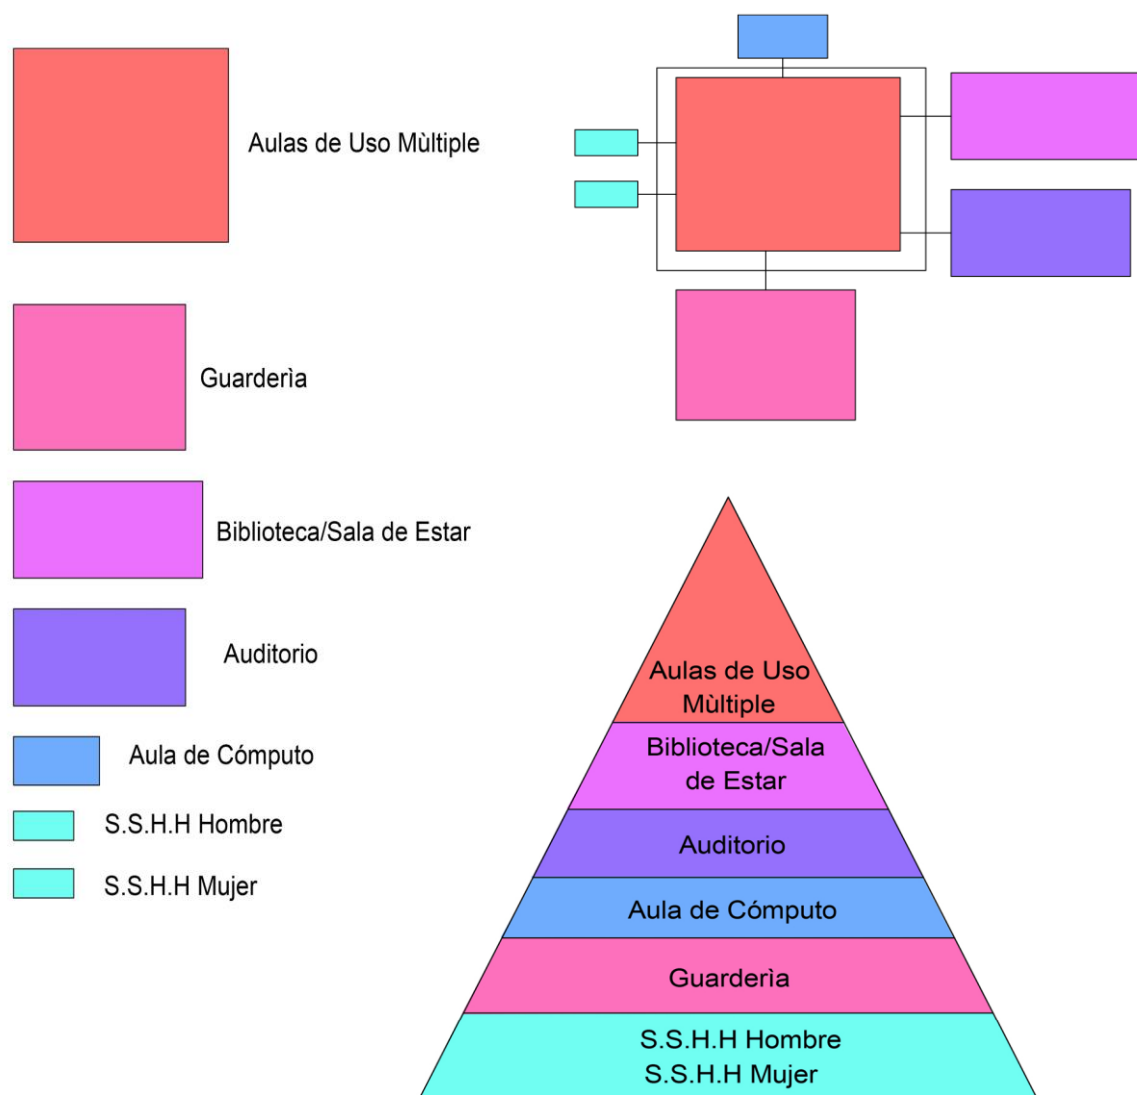 Aulas de Uso Mùltiple
Guarderìa
Biblioteca/Sala de Estar
Auditorio
Aula de Cómputo
S.S.H.H Hombre
S.S.H.H Mujer
Aulas de Uso
Mùltiple
Biblioteca/Sala
de Estar
Auditorio
Aula de Cómputo
Guarderìa
S.S.H.H Hombre
S.S.H.H Mujer